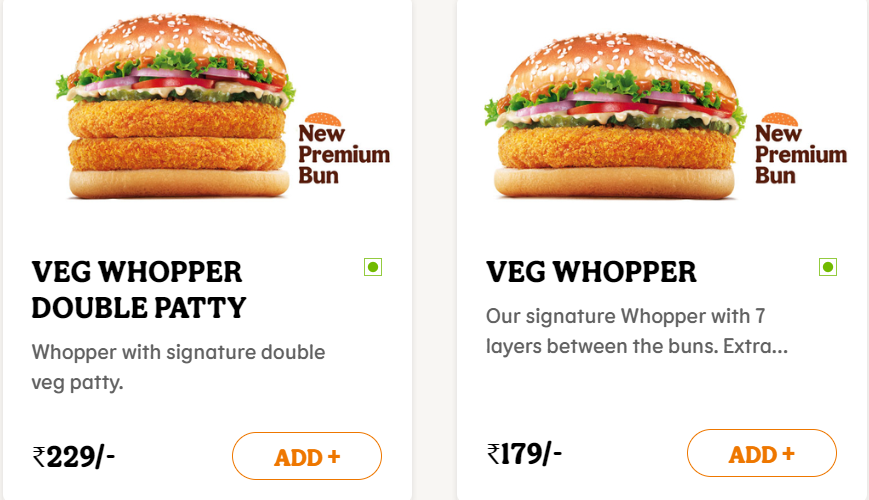 New
Premium
Bun
VEG WHOPPER
DOUBLE PATTY
Whopper with signature double
veg patty.
₹229/-
ADD +
New
Premium
Bun
VEG WHOPPER
Our signature Whopper with 7
layers between the buns. Extra...
₹179/-
ADD +